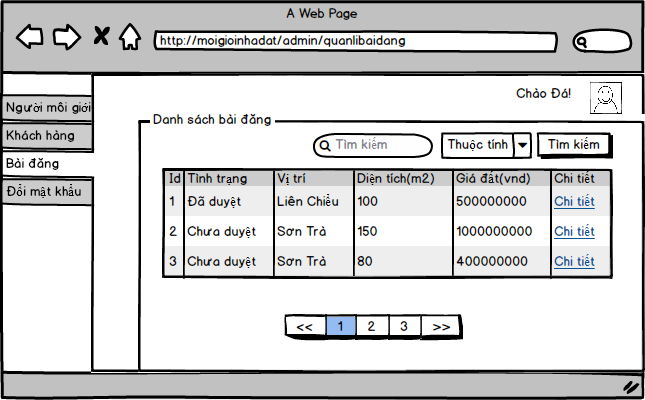 A Web Page
http://moigioinhadat/admin/quanlibaidang
Chào Đá!
Người môi giới
Khách hàng
Bài đăng
Đổi mật khẩu
Danh sách bài đăng
Tìm kiếm Thuộc tính Tìm kiếm
Id Tình trạng Vị trí Diện tích(m2) Giá đất(vnd) Chi tiết
1 Đã duyệt Liên Chiểu 100 500000000 Chi tiết
2 Chưa duyệt Sơn Trà 150 1000000000 Chi tiết
3 Chưa duyệt Sơn Trà 80 400000000 Chi tiết
<< 1 2 3 >>